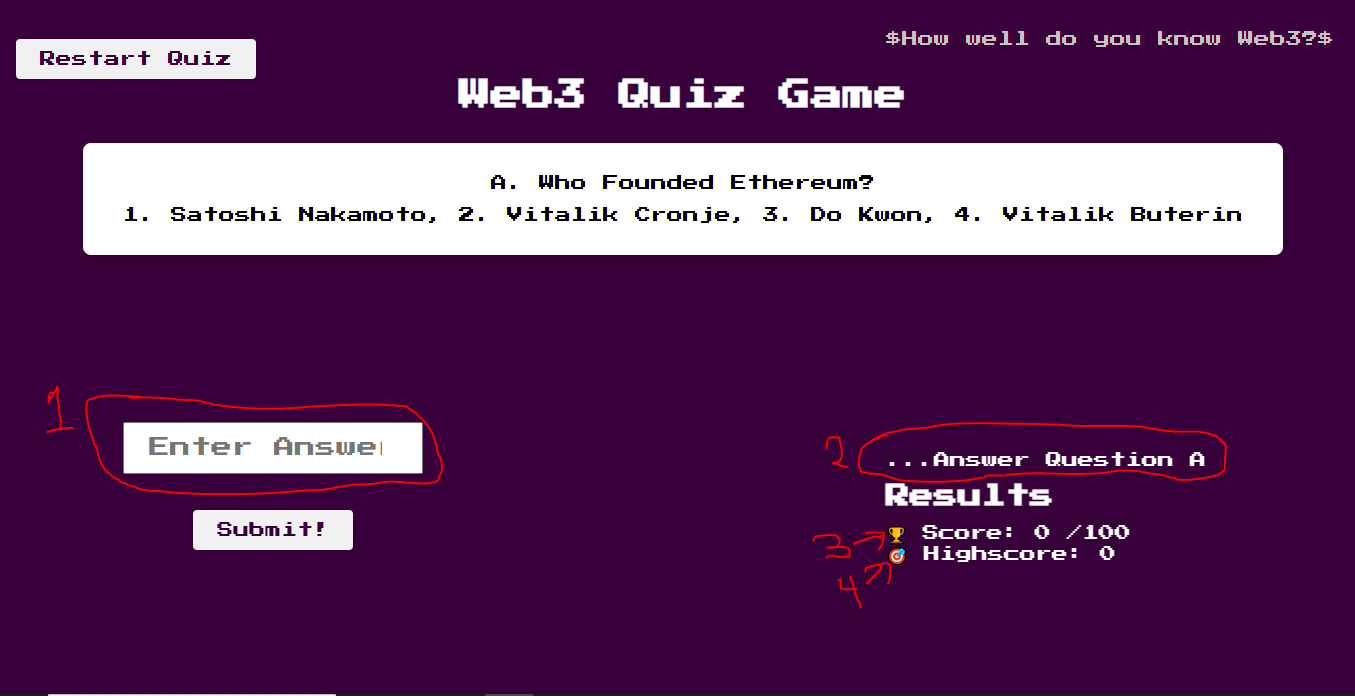 $How well do you know Web3?$
Restart Quiz
Web3 Quiz Game
A. Who Founded Ethereum?
1. Satoshi Nakamoto, 2. Vitalik Cronje, 3. Do Kwon, 4. Vitalik Buterin
1
Enter Answer
Submit!
2
...Answer Question A
Results
3
🏆 Score: 0 /100
🎯 Highscore: 0
4